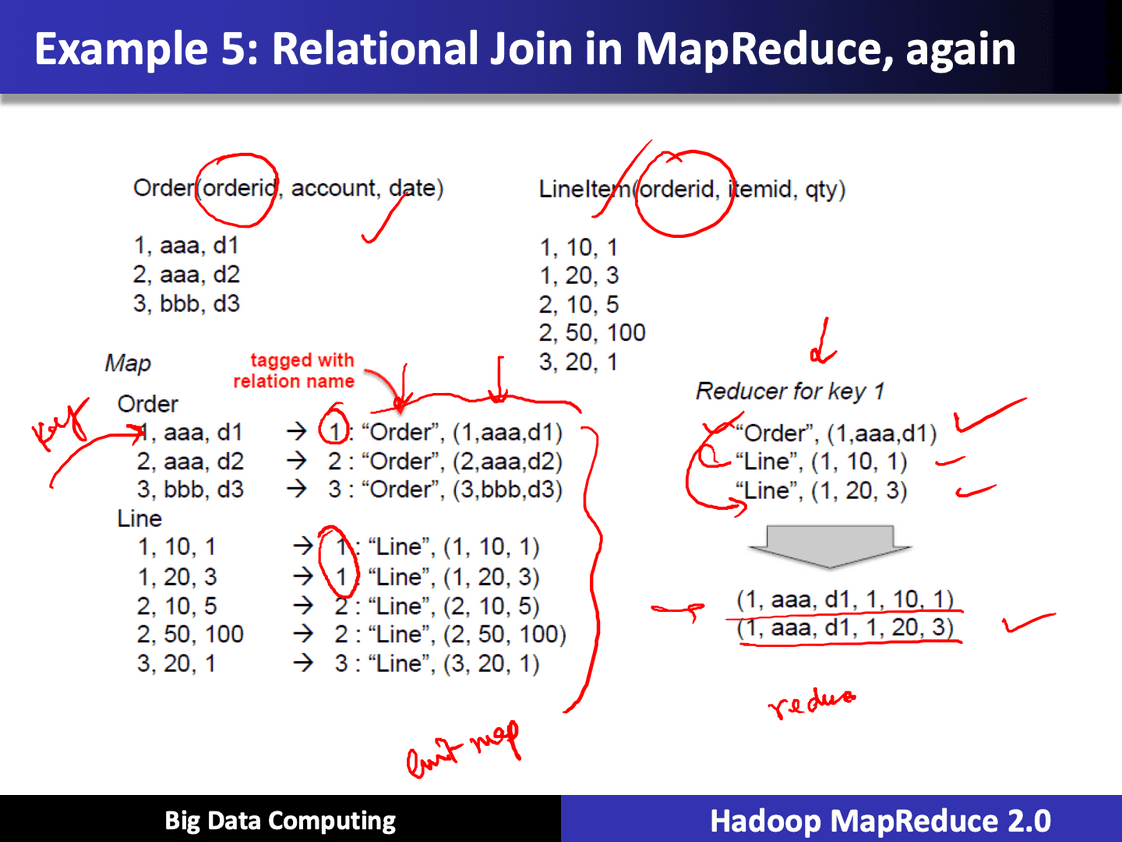 Example 5: Relational Join in MapReduce, again
Order(orderid, account, date)
1, aaa, d1
2, aaa, d2
3, bbb, d3
LineItem(orderid, itemid, qty)
1, 10, 1
1, 20, 3
2, 10, 5
2, 50, 100
3, 20, 1
Map
tagged with
relation name
Key
Order
1, aaa, d1 → 1 : “Order”, (1,aaa,d1)
2, aaa, d2 → 2 : “Order”, (2,aaa,d2)
3, bbb, d3 → 3 : “Order”, (3,bbb,d3)
Line
1, 10, 1 → 1 : “Line”, (1, 10, 1)
1, 20, 3 → 1 : “Line”, (1, 20, 3)
2, 10, 5 → 2 : “Line”, (2, 10, 5)
2, 50, 100 → 2 : “Line”, (2, 50, 100)
3, 20, 1 → 3 : “Line”, (3, 20, 1)
emit map
Reducer for key 1
“Order”, (1,aaa,d1)
“Line”, (1, 10, 1)
“Line”, (1, 20, 3)
(1, aaa, d1, 1, 10, 1)
(1, aaa, d1, 1, 20, 3)
reduce
Big Data Computing
Hadoop MapReduce 2.0